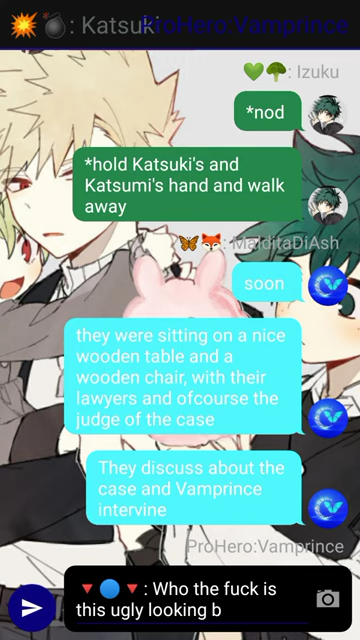 💥💣: Katsuk
ProHero:Vamprince
💚🥦: Izuku
*nod
*hold Katsuki's and
Katsumi's hand and walk
away
🦋🦊: MalditaDiAsh
soon
they were sitting on a nice
wooden table and a
wooden chair, with their
lawyers and ofcourse the
judge of the case
They discuss about the
case and Vamprince
intervine
ProHero:Vamprince
🔻🔵🔻: Who the fuck is
this ugly looking b